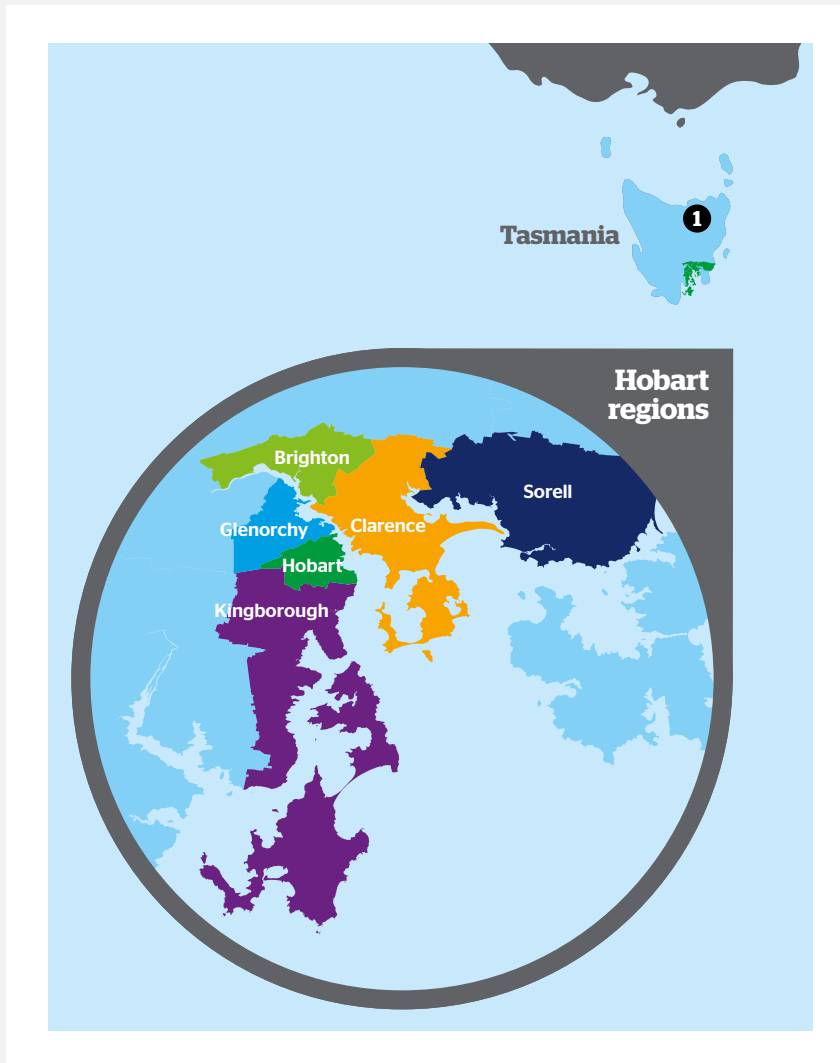 1
Tasmania
Hobart
regions
Brighton
Sorell
Glenorchy
Clarence
Hobart
Kingborough